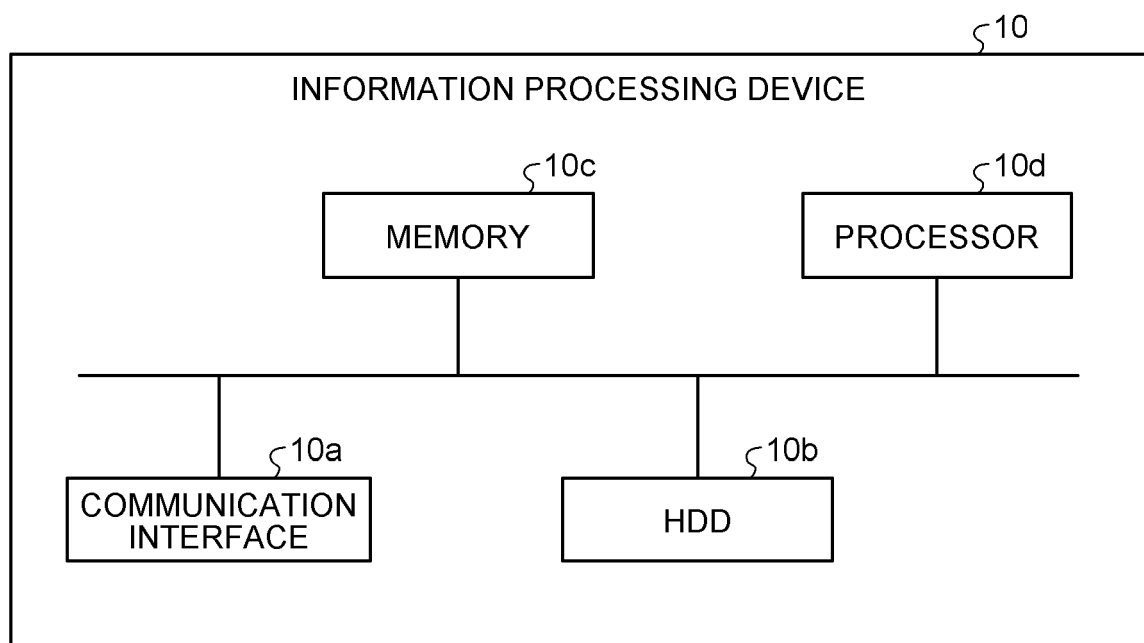 10
INFORMATION PROCESSING DEVICE
10c
MEMORY
10d
PROCESSOR
10a
COMMUNICATION
INTERFACE
10b
HDD